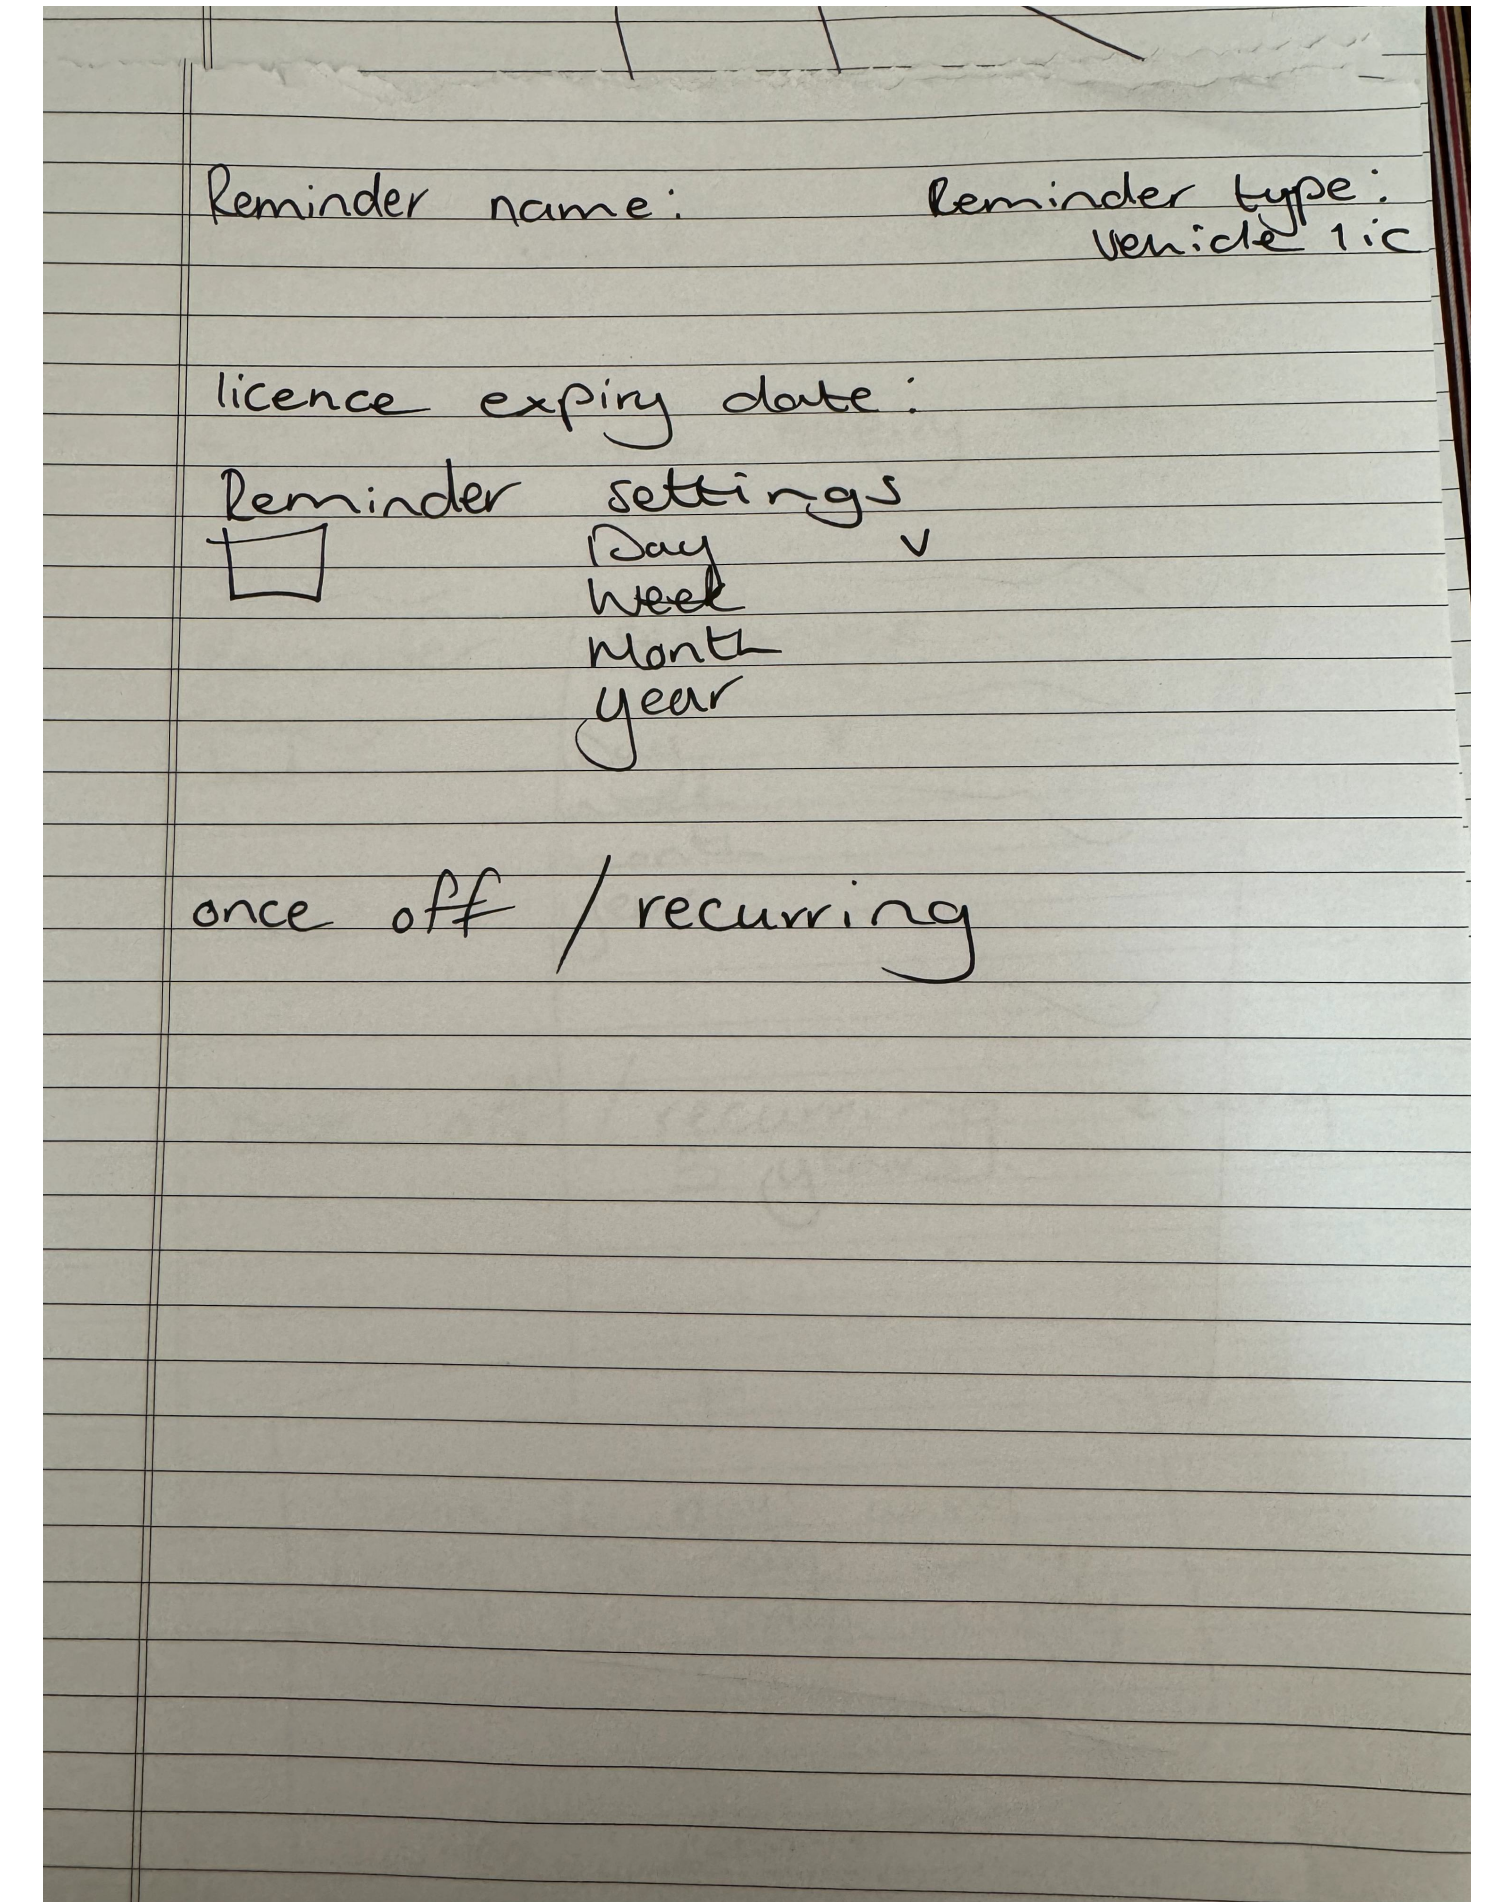 Reminder name: Reminder type:
vehicle lic
licence expiry date:
Reminder settings
Day v
Week
Month
year
once off / recurring